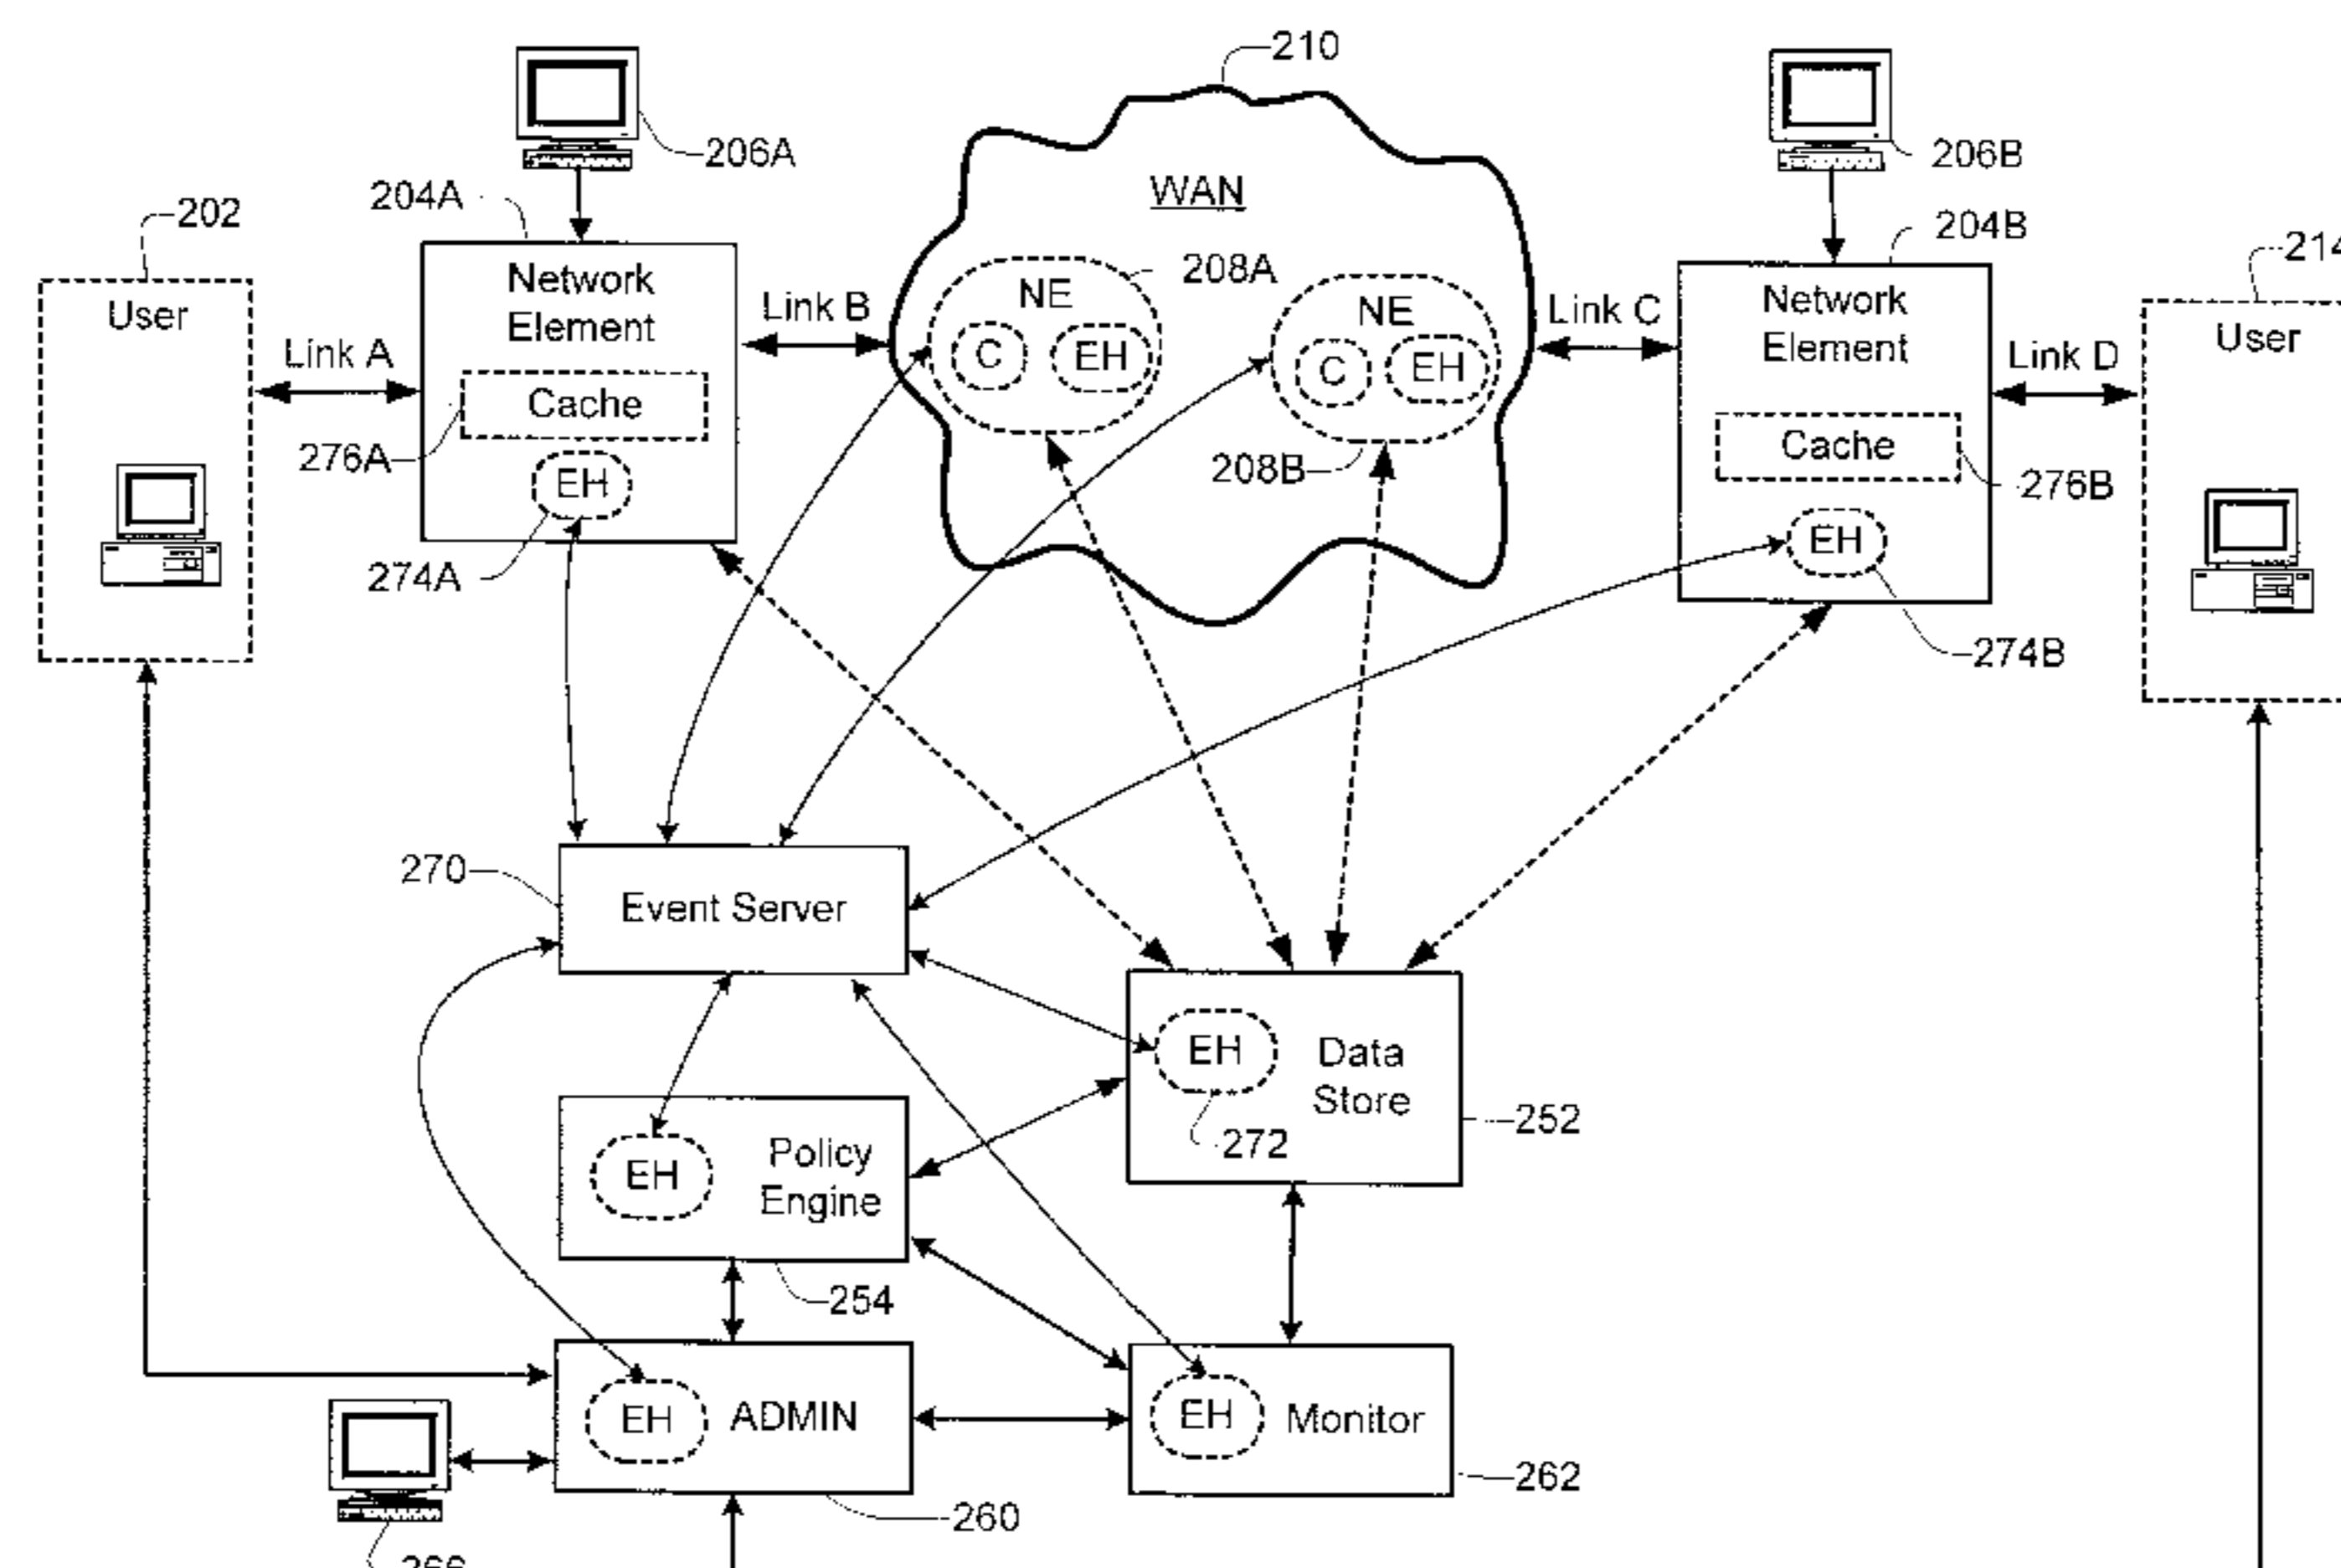 210
206A
206B
204A
WAN
202
204B
214
Network
Element
208A
User
Link B
NE
NE
Link C
Network
Element
User
Link A
C
EH
C
EH
Link D
Cache
Cache
276A
208B
EH
276B
EH
274A
274B
270
Event Server
EH
Data
Store
252
272
EH
Policy
Engine
254
EH
ADMIN
EH
Monitor
262
260